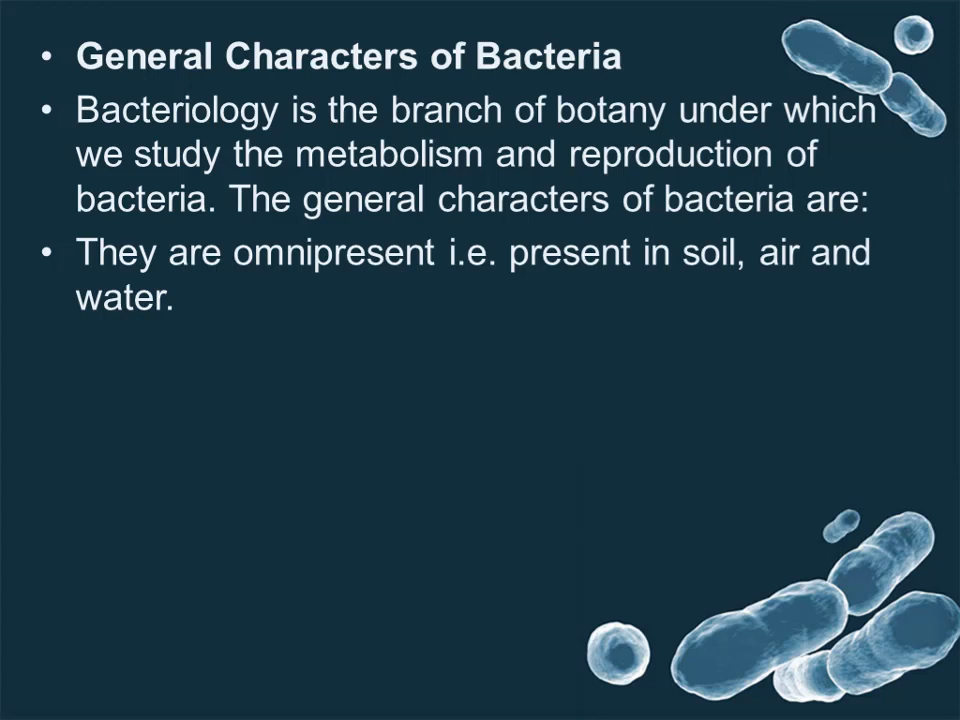 • General Characters of Bacteria
• Bacteriology is the branch of botany under which
we study the metabolism and reproduction of
bacteria. The general characters of bacteria are:
• They are omnipresent i.e. present in soil, air and
water.